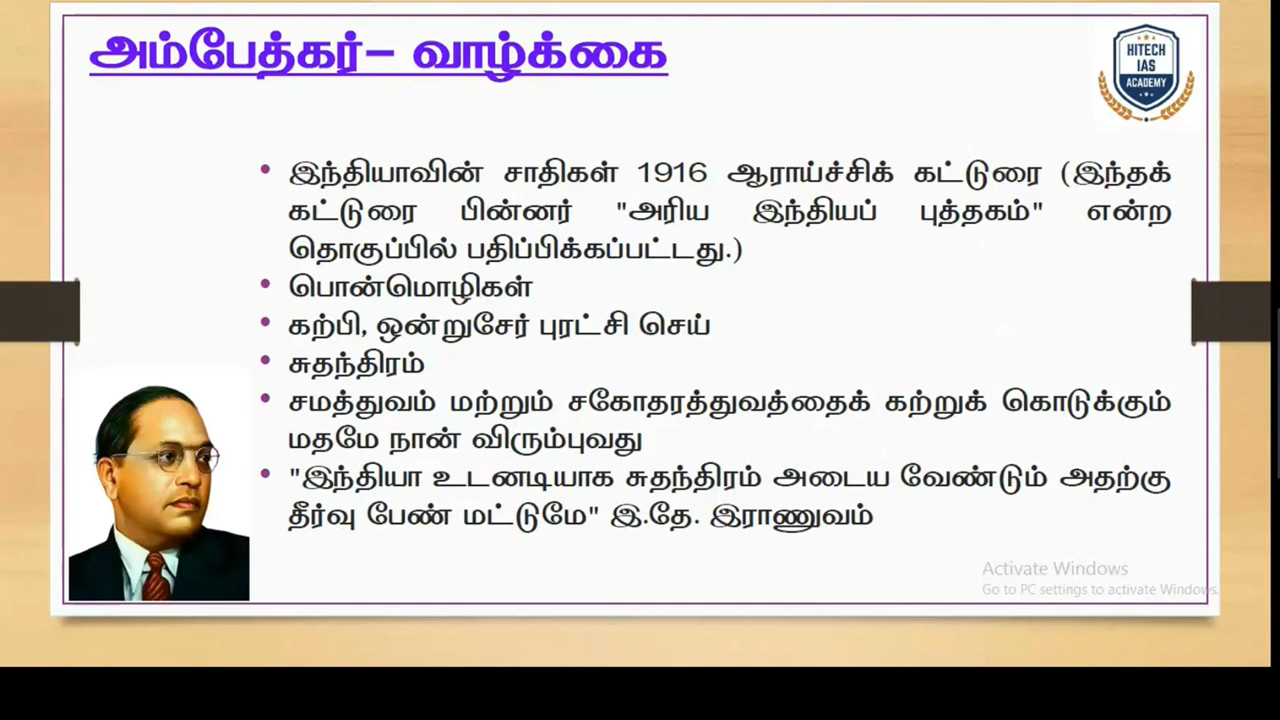 அம்பேத்கர்– வாழ்க்கை
HITECH
IAS
ACADEMY
இந்தியாவின் சாதிகள் 1916 ஆராய்ச்சிக் கட்டுரை (இந்தக்
கட்டுரை பின்னர் "அரிய இந்தியப் புத்தகம்" என்ற
தொகுப்பில் பதிப்பிக்கப்பட்டது.)
பொன்மொழிகள்
கற்பி, ஒன்றுசேர் புரட்சி செய்
சுதந்திரம்
சமத்துவம் மற்றும் சகோதரத்துவத்தைக் கற்றுக் கொடுக்கும்
மதமே நான் விரும்புவது
"இந்தியா உடனடியாக சுதந்திரம் அடைய வேண்டும் அதற்கு
தீர்வு பேண் மட்டுமே" இ.தே. இராணுவம்
Activate Windows
Go to PC settings to activate Windows.